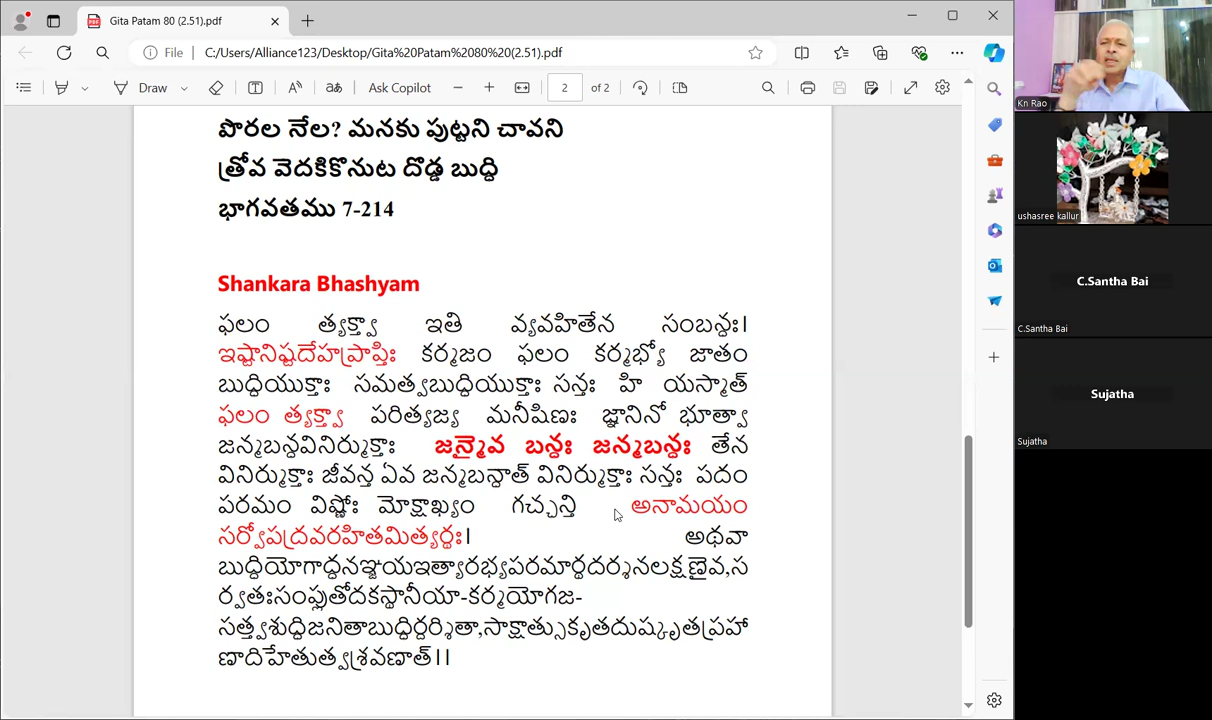 Gita Patam 80 (2.51).pdf
File
C:/Users/Alliance123/Desktop/Gita%20Patam%2080%20(2.51).pdf
Draw
Ask Copilot
2
of 2
పొరల నేల? మనకు పుట్టని చావని
త్రోవ వెదకికొనుట దొడ్డ బుద్ధి
భాగవతము 7-214
Shankara Bhashyam
ఫలం త్యక్త్వా ఇతి వ్యవహితేన సంబన్ధః।
ఇష్టానిష్టదేహప్రాప్తిః కర్మజం ఫలం కర్మభ్యో జాతం
బుద్ధియుక్తాః సమత్వబుద్ధియుక్తాః సన్తః హి యస్మాత్
ఫలం త్యక్త్వా పరిత్యజ్య మనీషిణః జ్ఞానినో భూత్వా
జన్మబన్ధవినిర్ముక్తాః జన్మైవ బన్ధః జన్మబన్ధః తేన
వినిర్ముక్తాః జీవన్త ఏవ జన్మబన్ధాత్ వినిర్ముక్తాః సన్తః పదం
పరమం విష్ణోః మోక్షాఖ్యం గచ్ఛన్తి అనామయం
సర్వోపద్రవరహితమిత్యర్థః। అథవా
బుద్ధియోగాద్ధనఞ్జయఇత్యారభ్యపరమార్థదర్శనలక్షణైవ,స
ర్వతఃసంప్లుతోదకస్థానీయా-కర్మయోగజ-
సత్త్వశుద్ధిజనితాబుద్ధిర్దర్శితా,సాక్షాత్సుకృతదుష్కృతప్రహా
ణాదిహేతుత్వశ్రవణాత్।।
Kn Rao
ushasree kallur
C.Santha Bai
C.Santha Bai
Sujatha
Sujatha